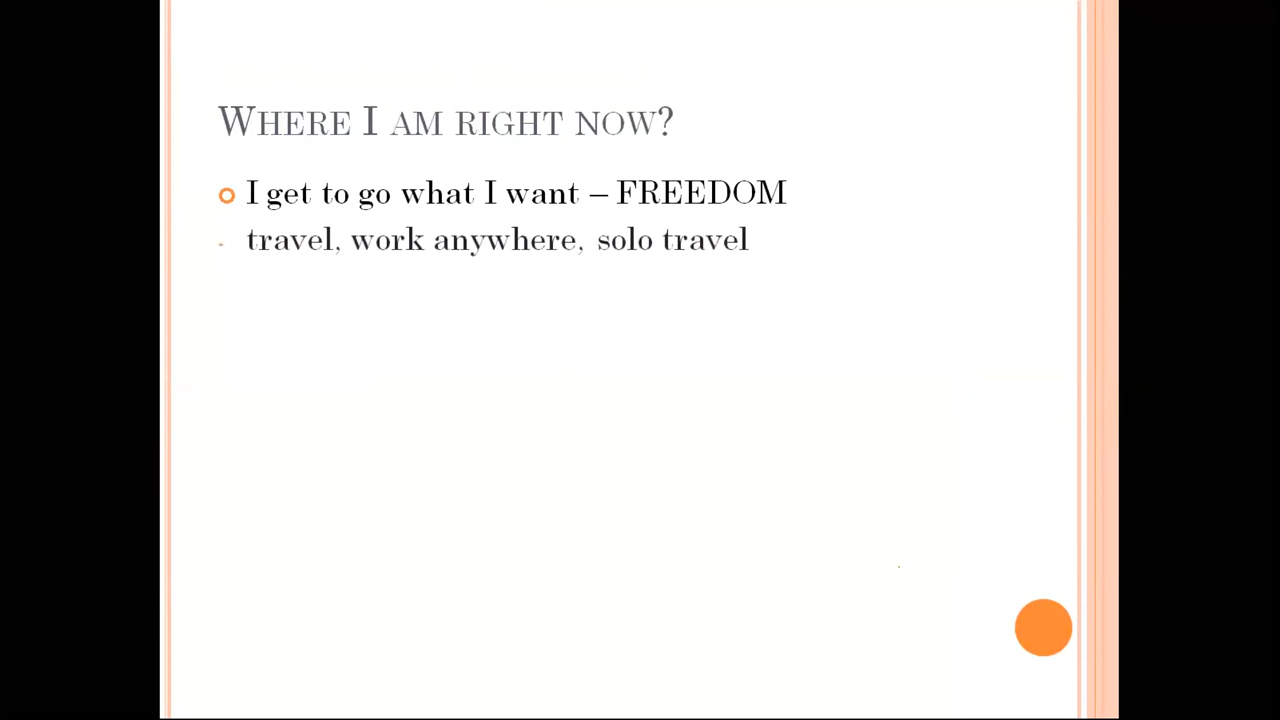 Where I am right now?
I get to go what I want – FREEDOM
- travel, work anywhere, solo travel